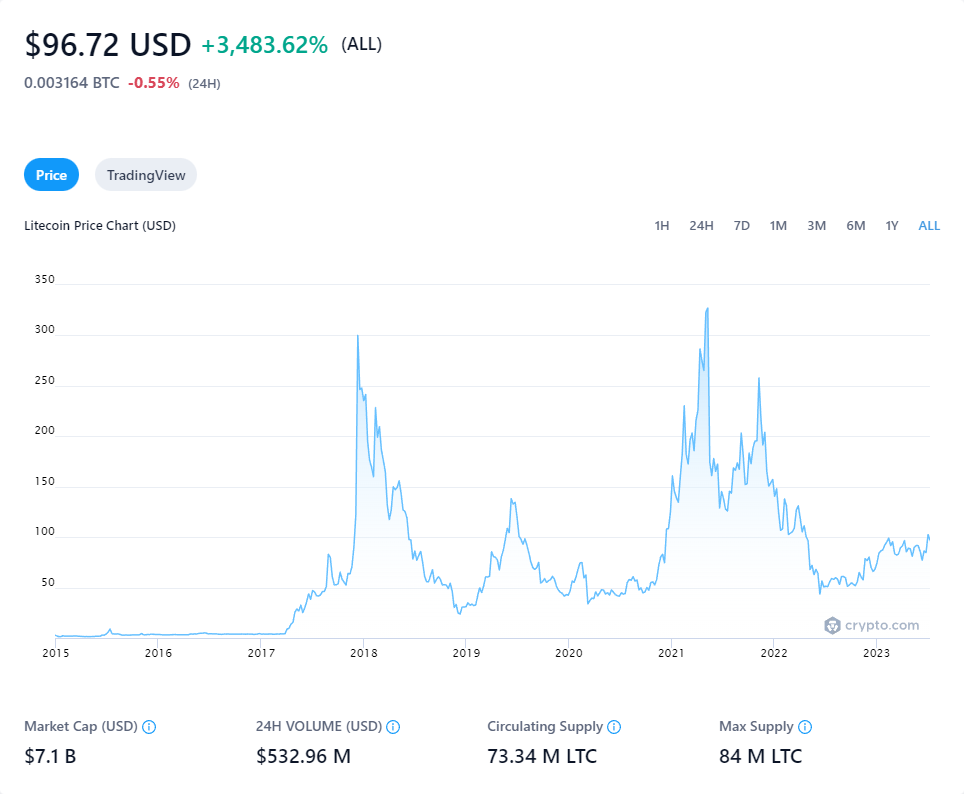 $96.72 USD +3,483.62% (ALL)
0.003164 BTC -0.55% (24H)
Price TradingView
Litecoin Price Chart (USD) 1H 24H 7D 1M 3M 6M 1Y ALL
350
300
250
200
150
100
50
crypto.com
2015 2016 2017 2018 2019 2020 2021 2022 2023
Market Cap (USD) 24H VOLUME (USD) Circulating Supply Max Supply
$7.1 B $532.96 M 73.34 M LTC 84 M LTC